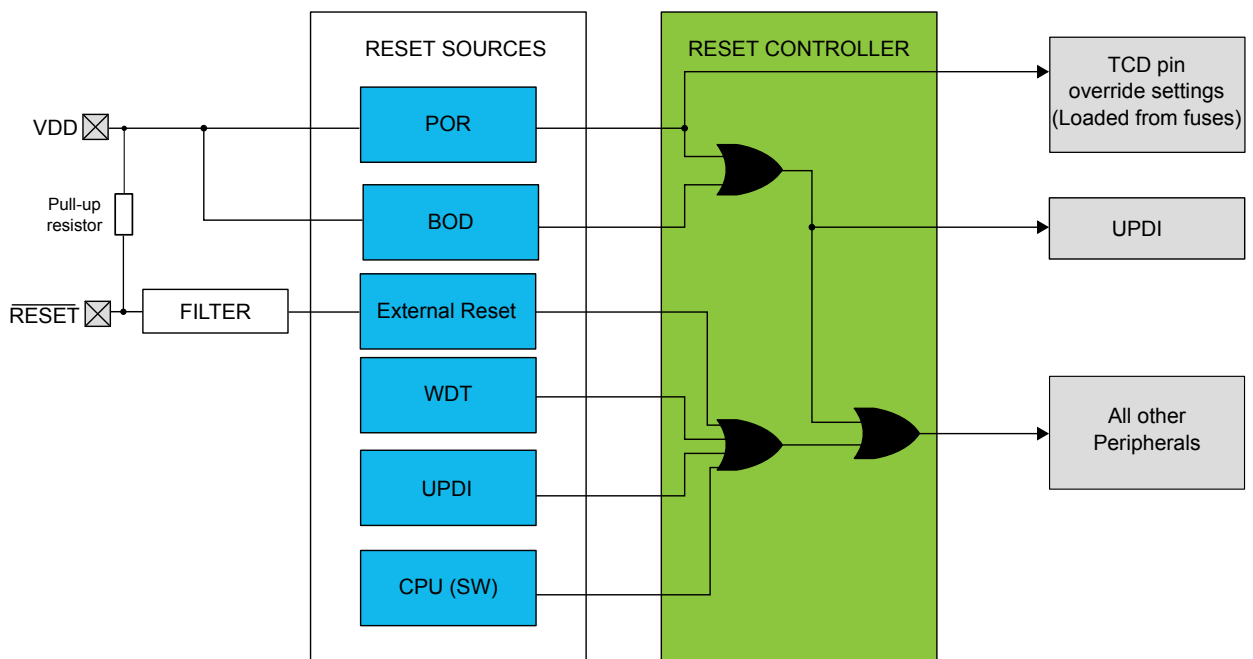 RESET SOURCES
RESET CONTROLLER
VDD
Pull-up
resistor
RESET
FILTER
POR
BOD
External Reset
WDT
UPDI
CPU (SW)
TCD pin
override settings
(Loaded from fuses)
UPDI
All other
Peripherals